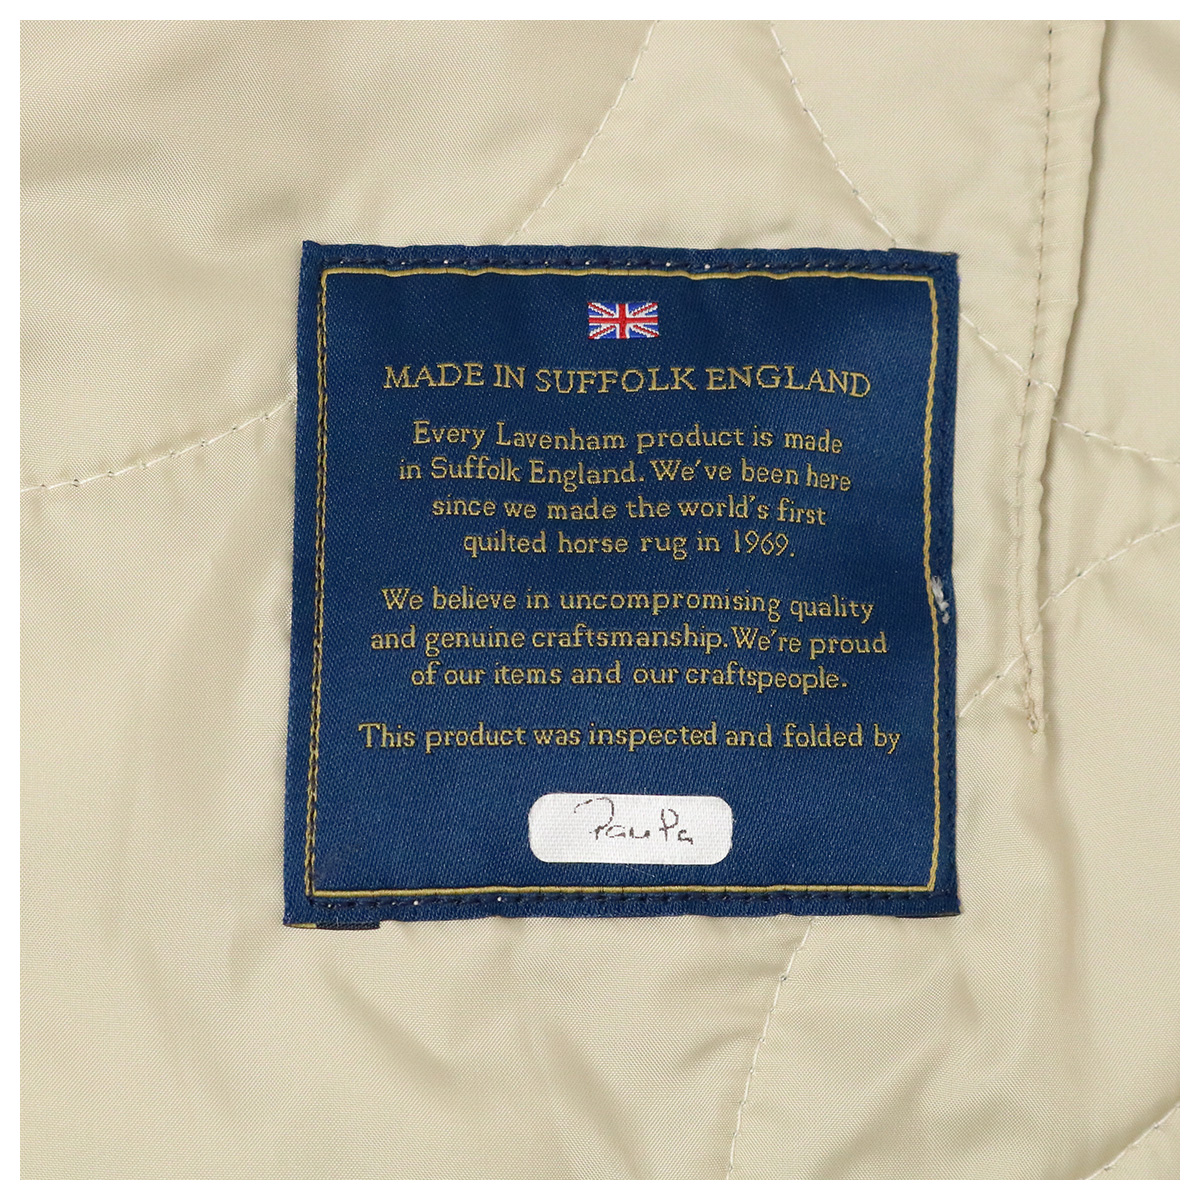 MADE IN SUFFOLK ENGLAND
Every Lavenham product is made
in Suffolk England. We've been here
since we made the world's first
quilted horse rug in 1969.
We believe in uncompromising quality
and genuine craftsmanship. We're proud
of our items and our craftspeople.
This product was inspected and folded by